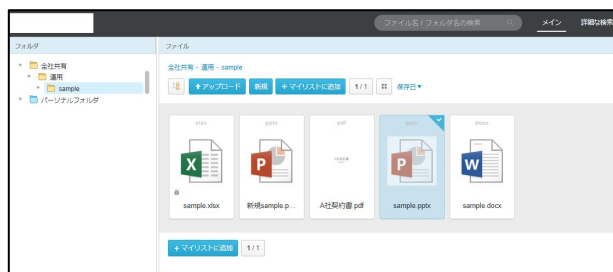 ファイル名 / フォルダ名の検索
メイン
詳細な検索
フォルダ
ファイル
会社共有
運用
sample
パーソナルフォルダ
会社共有 - 運用 - sample
アップロード
新規
+ マイリストに追加
1 / 1
保存日▼
xlsx
pptx
pdf
pptx
docx
X
P
P
W
sample.xlsx
新規sample.p...
A社契約書.pdf
sample.pptx
sample.docx
+ マイリストに追加
1 / 1